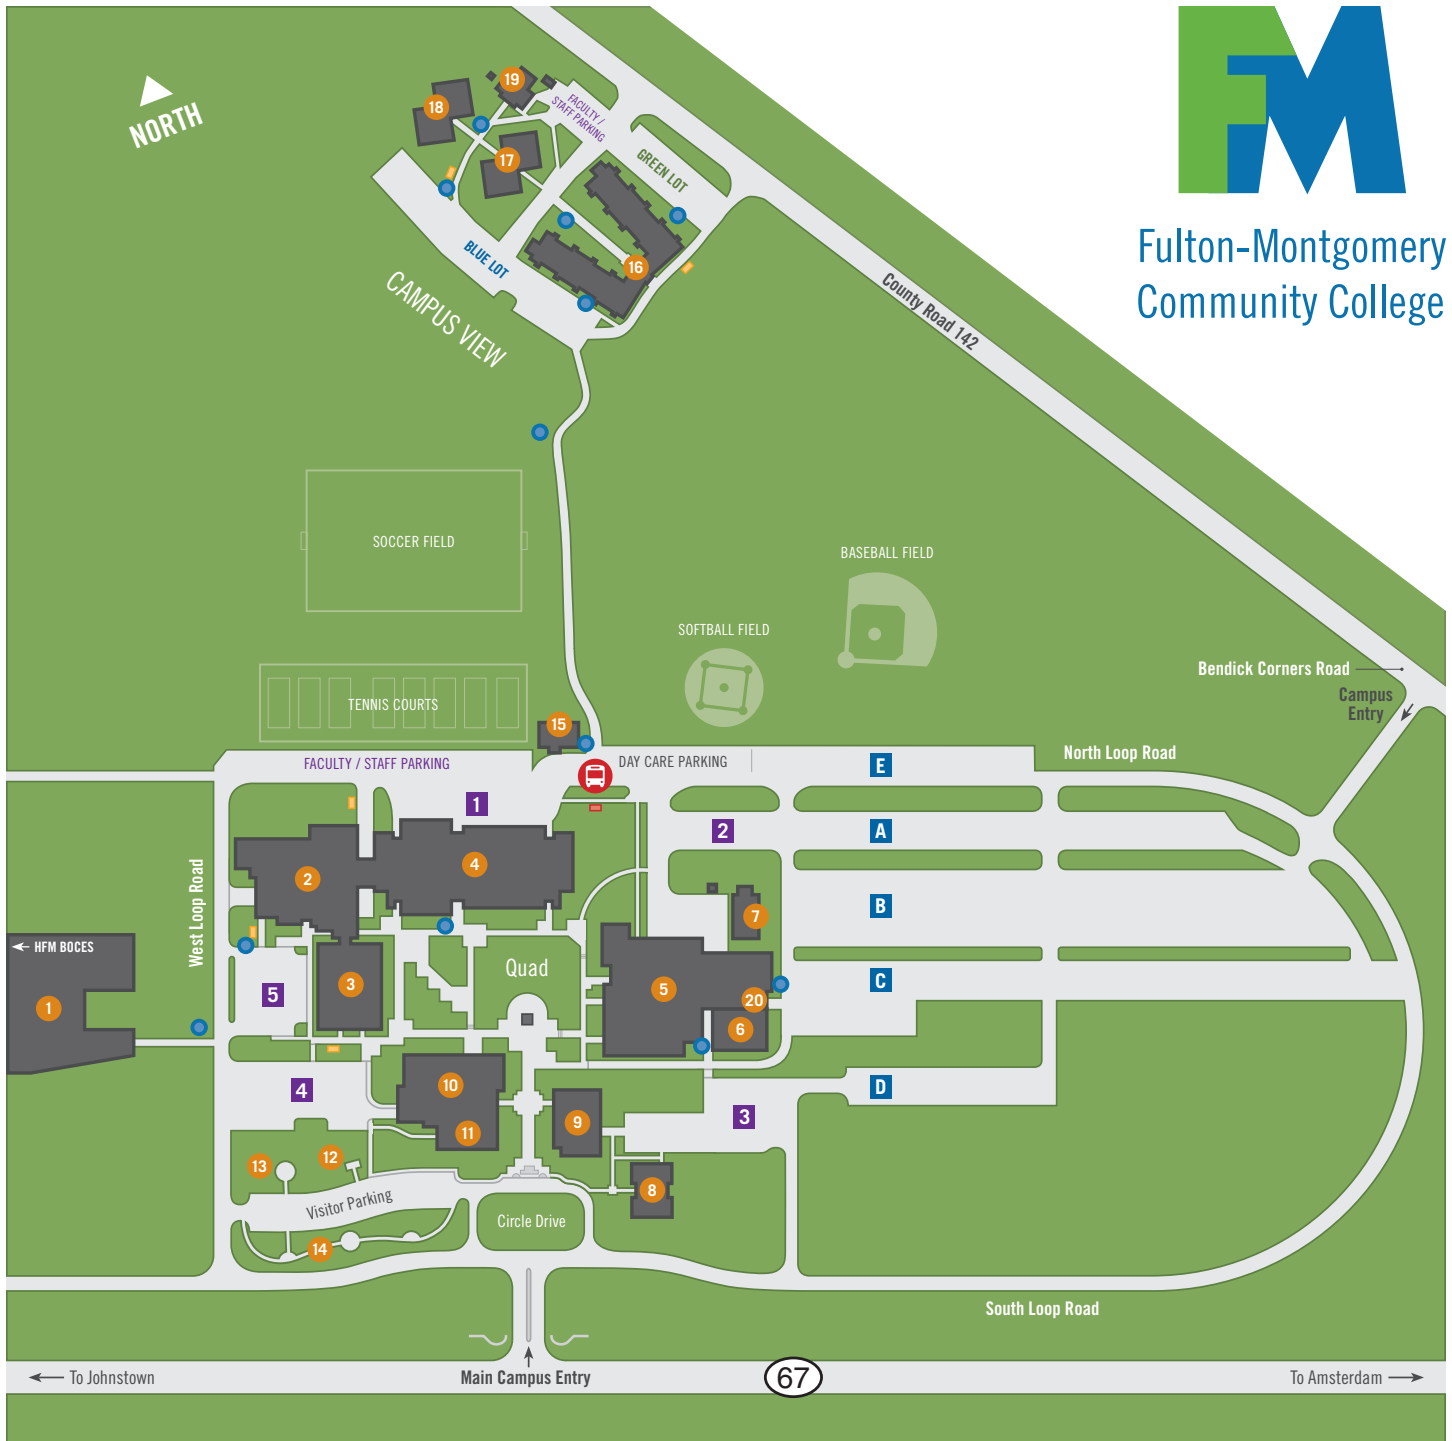 FM
Fulton-Montgomery
Community College
NORTH
19
18
17
FACULTY /
STAFF PARKING
GREEN LOT
BLUE LOT
16
CAMPUS VIEW
County Road 142
SOCCER FIELD
BASEBALL FIELD
SOFTBALL FIELD
TENNIS COURTS
Bendick Corners Road
Campus
Entry
15
FACULTY / STAFF PARKING
DAY CARE PARKING
E
North Loop Road
1
2
A
West Loop Road
2
4
7
B
HFM BOCES
1
5
3
Quad
5
20
6
C
4
10
11
9
3
D
13
12
8
Visitor Parking
Circle Drive
14
South Loop Road
To Johnstown
Main Campus Entry
67
To Amsterdam